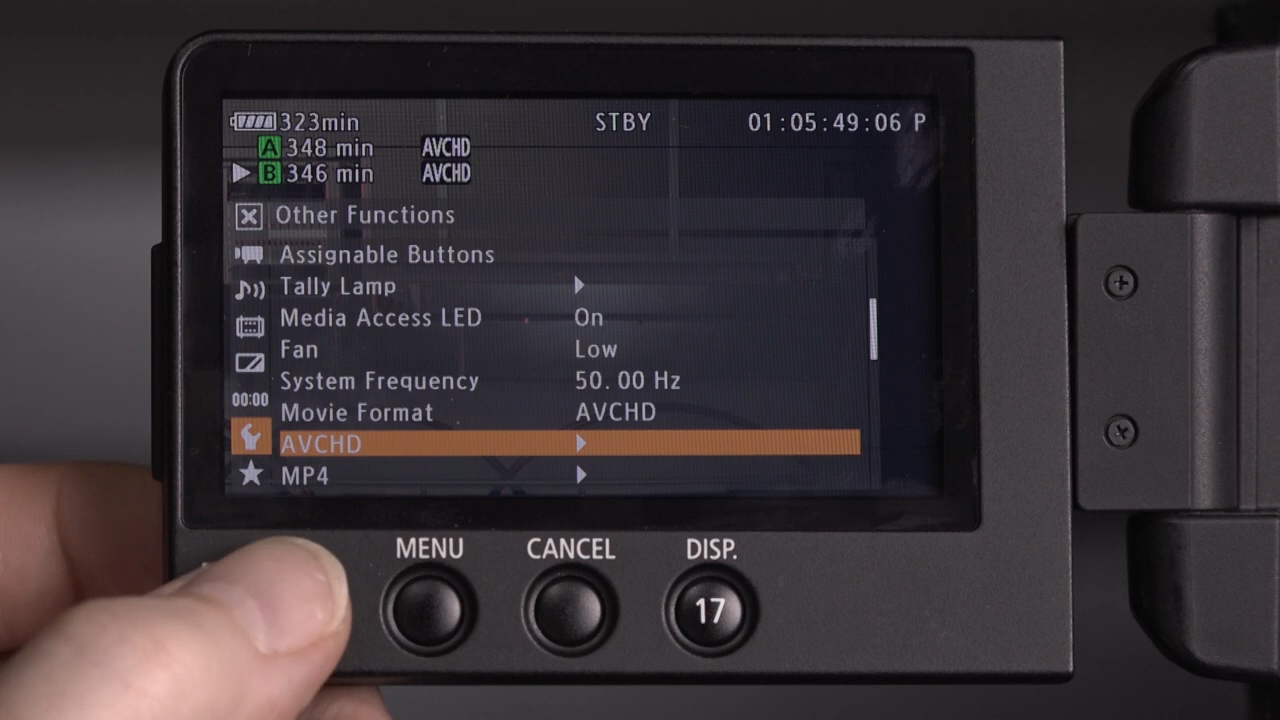 323min STBY 01:05:49:06 P
A 348 min AVCHD
B 346 min AVCHD
Other Functions
Assignable Buttons
Tally Lamp
Media Access LED On
Fan Low
System Frequency 50.00 Hz
00:00 Movie Format AVCHD
AVCHD
MP4
MENU CANCEL DISP.
17